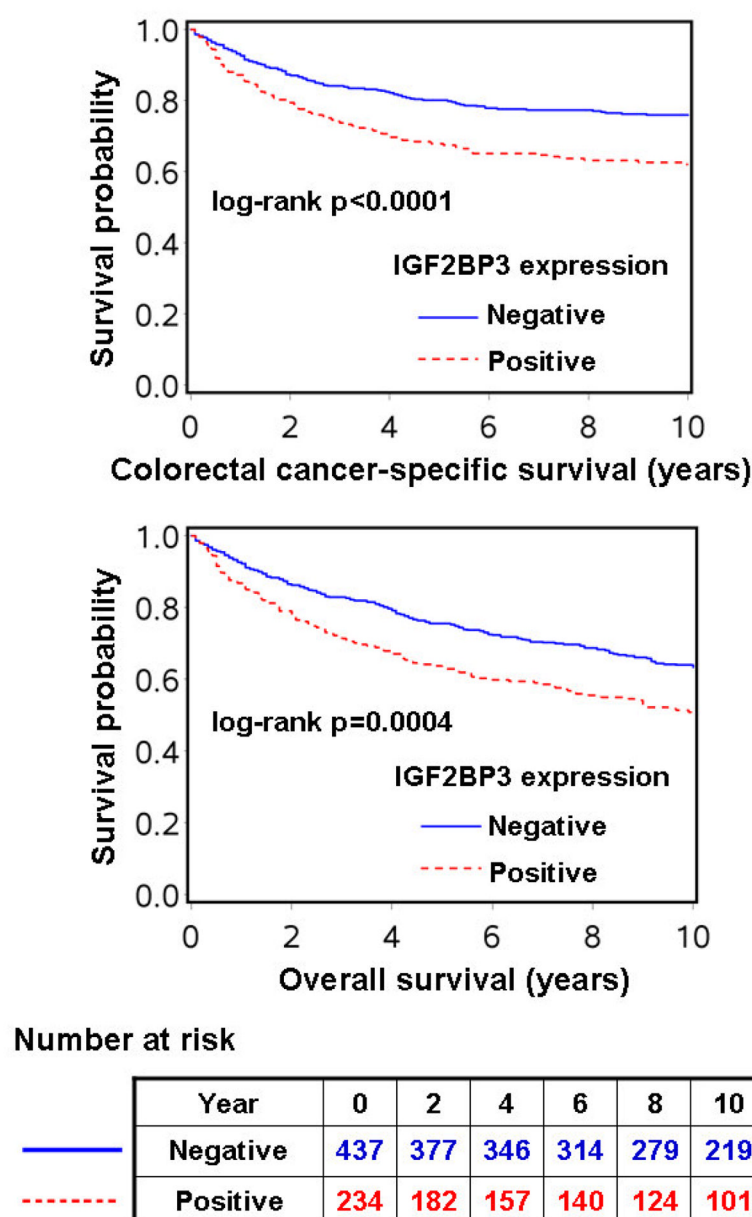 1.0
0.8
0.6
0.4
0.2
0.0
Survival probability
log-rank p<0.0001
IGF2BP3 expression
Negative
Positive
0 2 4 6 8 10
Colorectal cancer-specific survival (years)
1.0
0.8
0.6
0.4
0.2
0.0
Survival probability
log-rank p=0.0004
IGF2BP3 expression
Negative
Positive
0 2 4 6 8 10
Overall survival (years)
Number at risk
Year 0 2 4 6 8 10
Negative 437 377 346 314 279 219
Positive 234 182 157 140 124 101